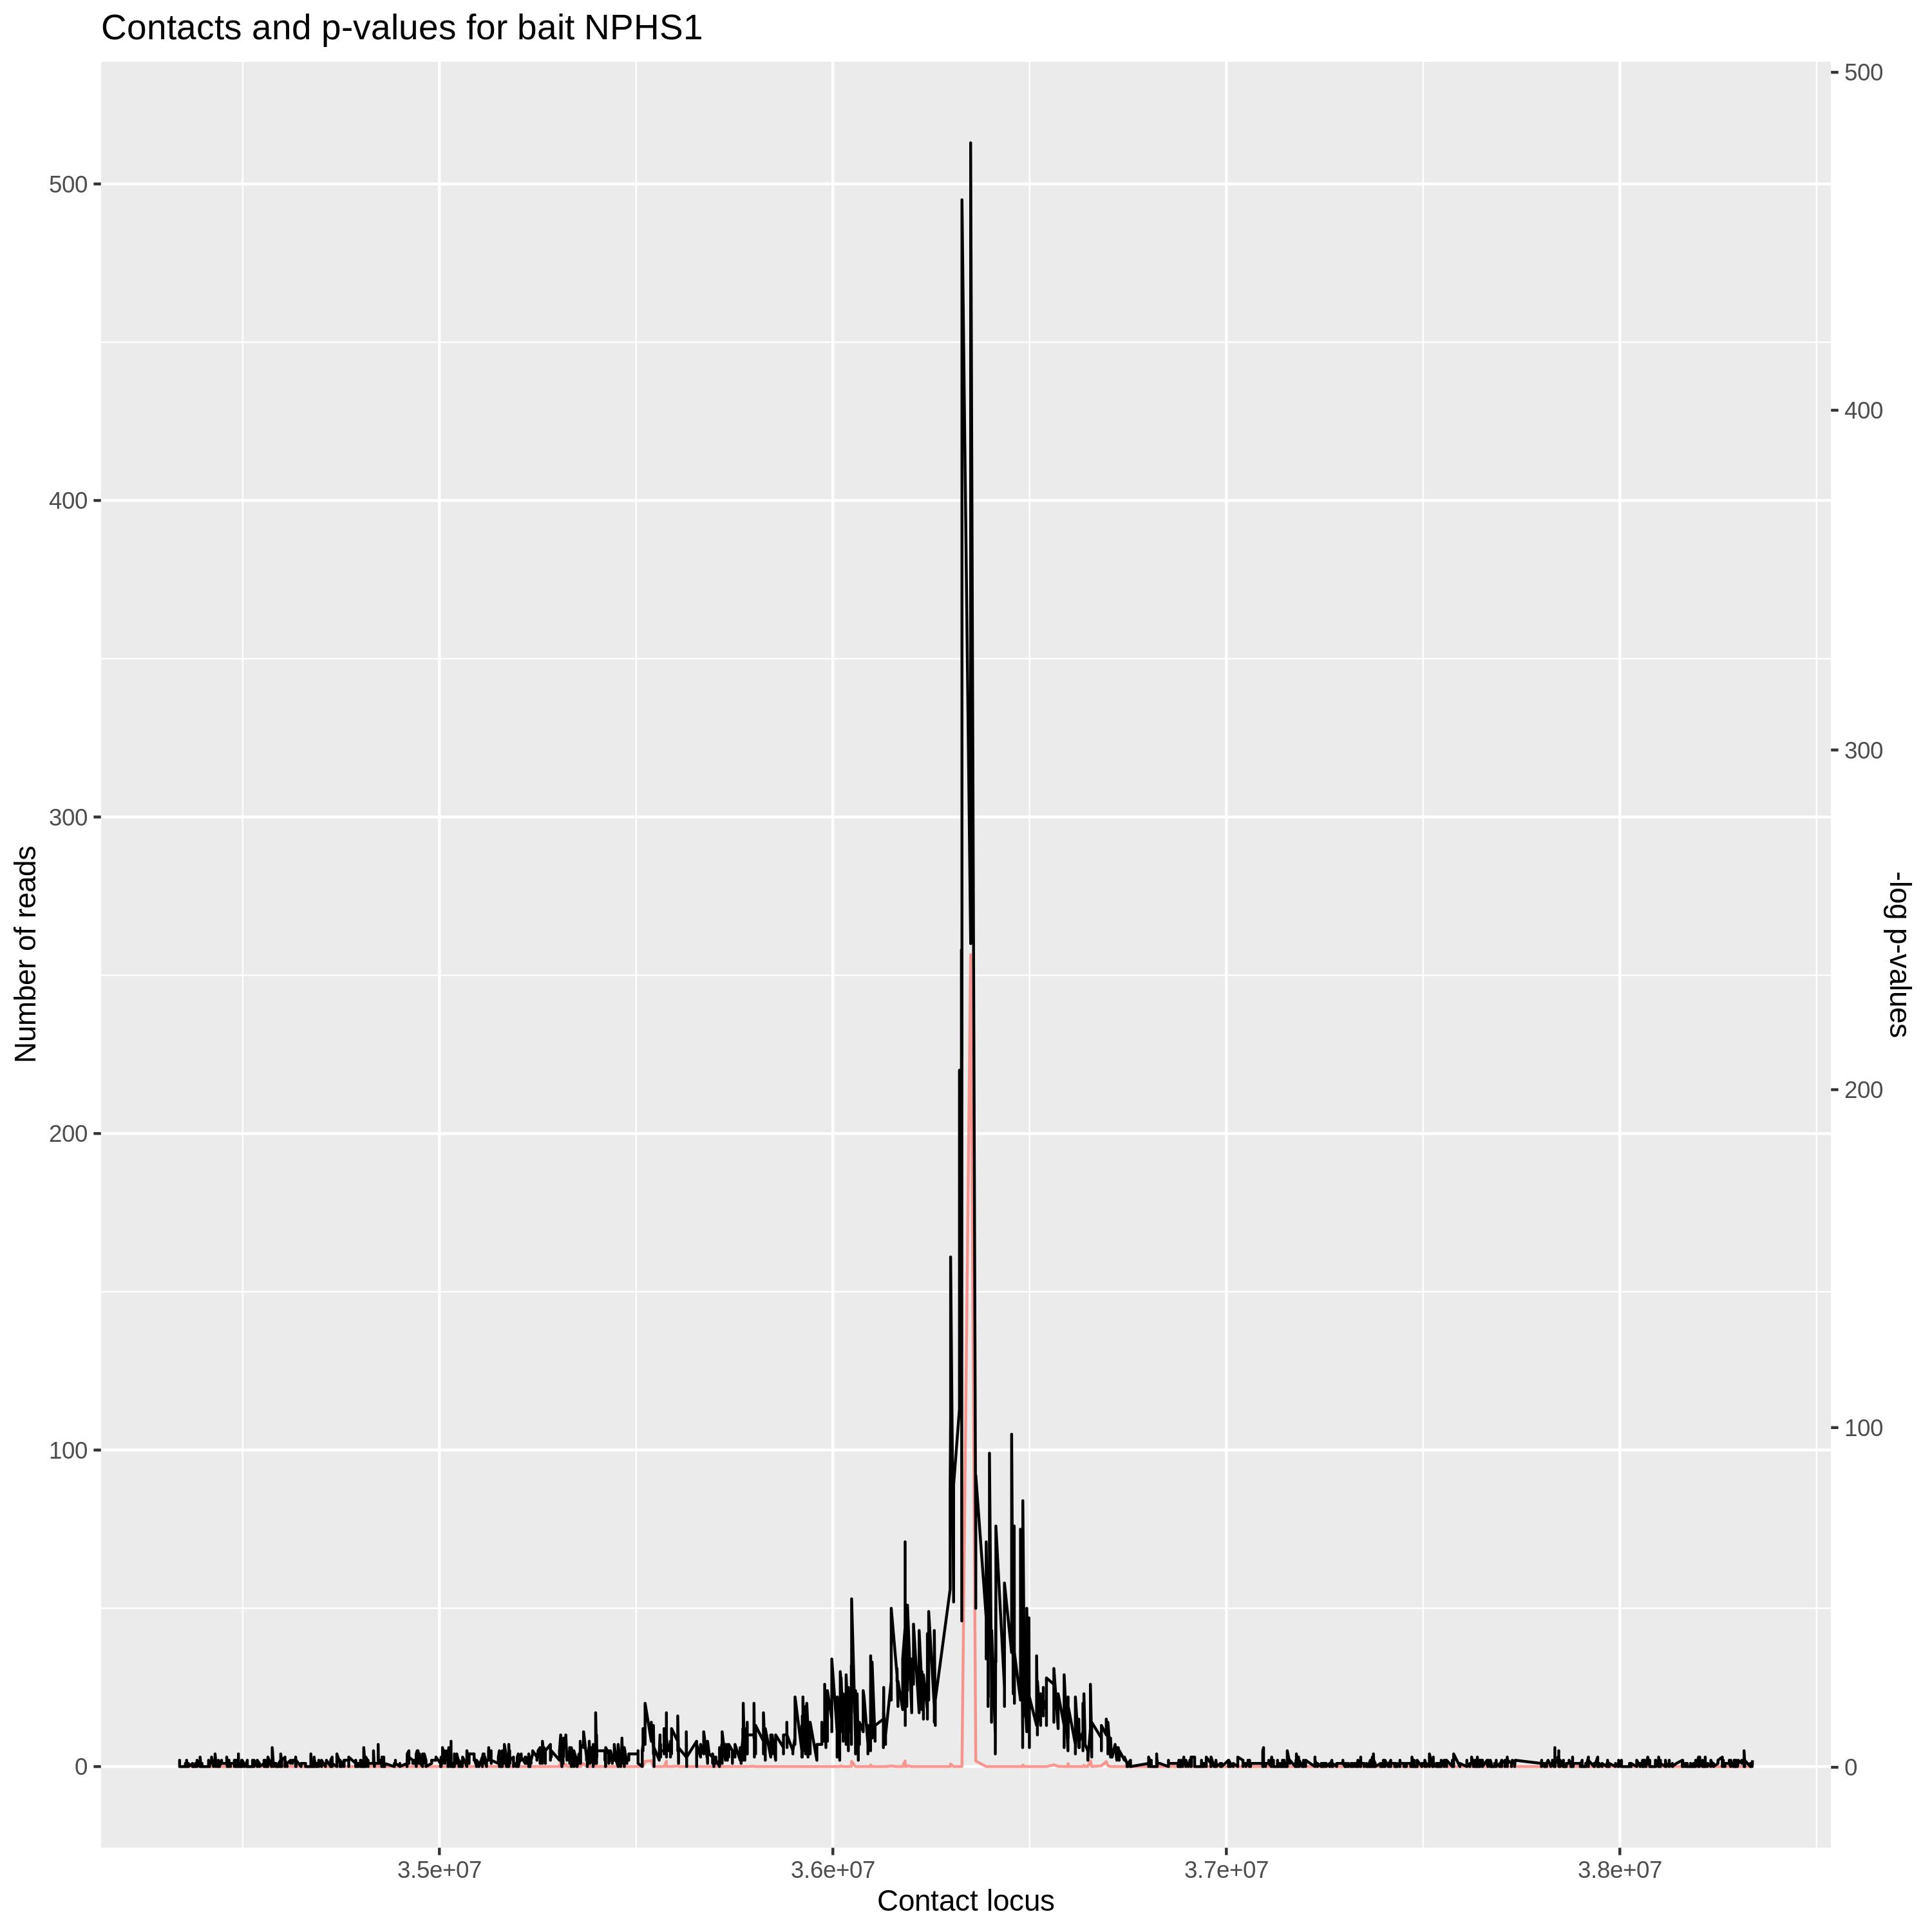 Contacts and p-values for bait NPHS1
Number of reads
500
400
300
200
100
0
500
400
300
200
100
0
-log p-values
3.5e+07
3.6e+07
3.7e+07
3.8e+07
Contact locus